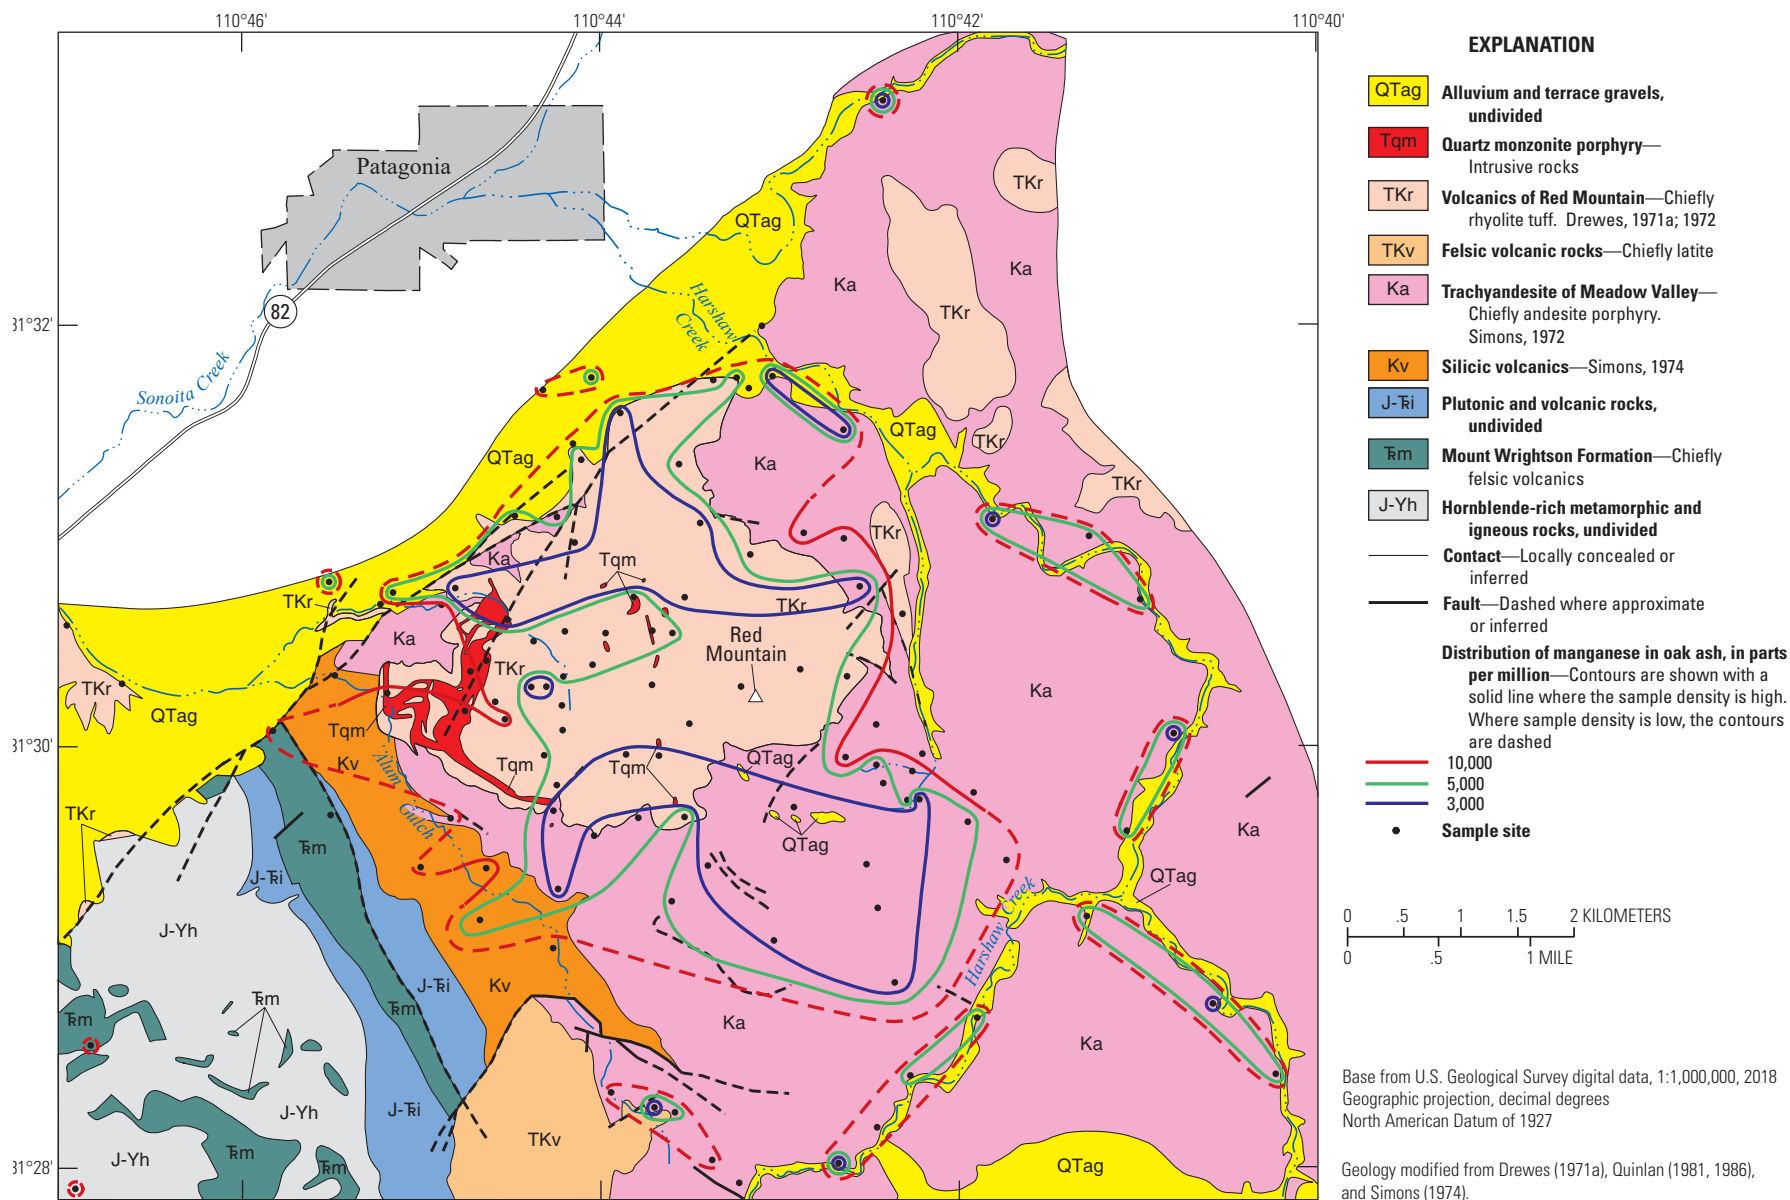 110°46'
110°44'
110°42'
110°40'
31°32'
31°30'
31°28'
Patagonia
82
Sonoita Creek
Harshaw
Creek
QTag
Ka
TKr
Ka
TKr
QTag
QTag
Ka
TKr
TKr
TKr
Ka
Tqm
TKr
TKr
Ka
Red
Mountain
TKr
Ka
TKr
QTag
Tqm
Kv
Alum
Gulch
Tqm
Tqm
QTag
QTag
Ka
TKr
T̶Rm
J-T̶Ri
QTag
Harshaw Creek
J-Yh
J-T̶Ri
Kv
T̶Rm
T̶Rm
T̶Rm
Ka
Ka
J-Yh
J-T̶Ri
TKv
J-Yh
T̶Rm
T̶Rm
QTag
EXPLANATION
QTag Alluvium and terrace gravels,
undivided
Tqm Quartz monzonite porphyry—
Intrusive rocks
TKr Volcanics of Red Mountain—Chiefly
rhyolite tuff. Drewes, 1971a; 1972
TKv Felsic volcanic rocks—Chiefly latite
Ka Trachyandesite of Meadow Valley—
Chiefly andesite porphyry.
Simons, 1972
Kv Silicic volcanics—Simons, 1974
J-T̶Ri Plutonic and volcanic rocks,
undivided
T̶Rm Mount Wrightson Formation—Chiefly
felsic volcanics
J-Yh Hornblende-rich metamorphic and
igneous rocks, undivided
Contact—Locally concealed or
inferred
Fault—Dashed where approximate
or inferred
Distribution of manganese in oak ash, in parts
per million—Contours are shown with a
solid line where the sample density is high.
Where sample density is low, the contours
are dashed
10,000
5,000
3,000
Sample site
0 .5 1 1.5 2 KILOMETERS
0 .5 1 MILE
Base from U.S. Geological Survey digital data, 1:1,000,000, 2018
Geographic projection, decimal degrees
North American Datum of 1927
Geology modified from Drewes (1971a), Quinlan (1981, 1986),
and Simons (1974).